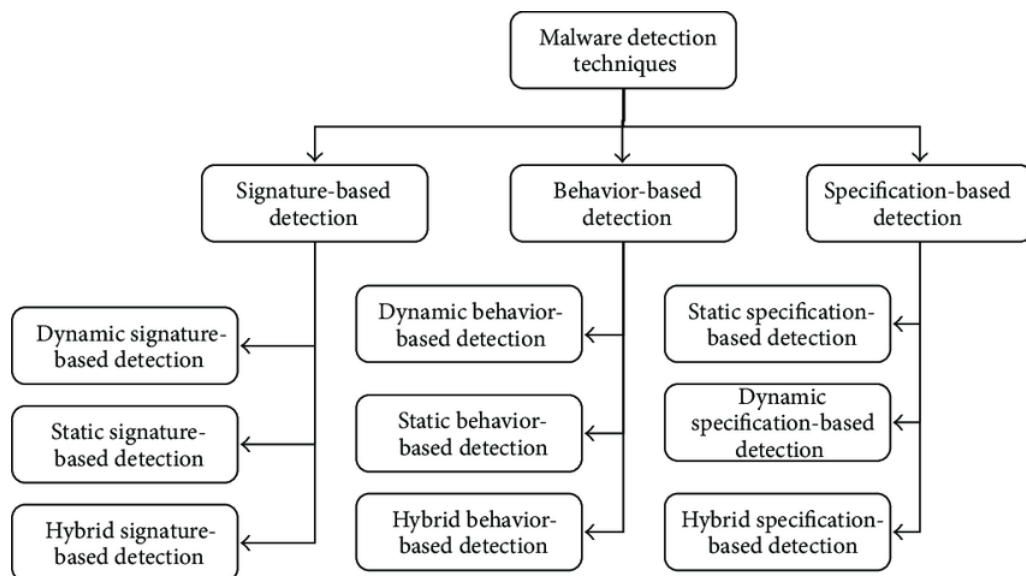 Malware detection
techniques
Signature-based
detection
Behavior-based
detection
Specification-based
detection
Dynamic signature-
based detection
Static signature-
based detection
Hybrid signature-
based detection
Dynamic behavior-
based detection
Static behavior-
based detection
Hybrid behavior-
based detection
Static specification-
based detection
Dynamic
specification-based
detection
Hybrid specification-
based detection